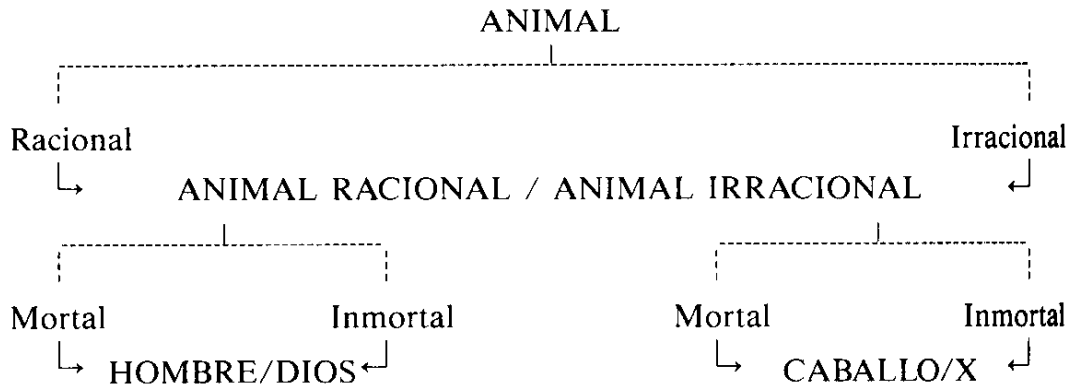 ANIMAL
Racional Irracional
ANIMAL RACIONAL / ANIMAL IRRACIONAL
Mortal Inmortal Mortal Inmortal
HOMBRE/DIOS CABALLO/X